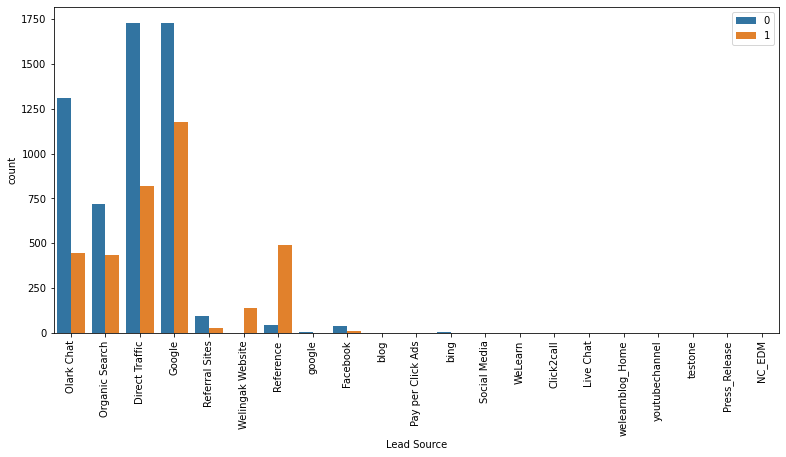 1750
1500
1250
1000
750
500
250
0
count
0
1
Olark Chat
Organic Search
Direct Traffic
Google
Referral Sites
Welingak Website
Reference
google
Facebook
blog
Pay per Click Ads
bing
Social Media
WeLearn
Click2call
Live Chat
welearnblog_Home
youtubechannel
testone
Press_Release
NC_EDM
Lead Source